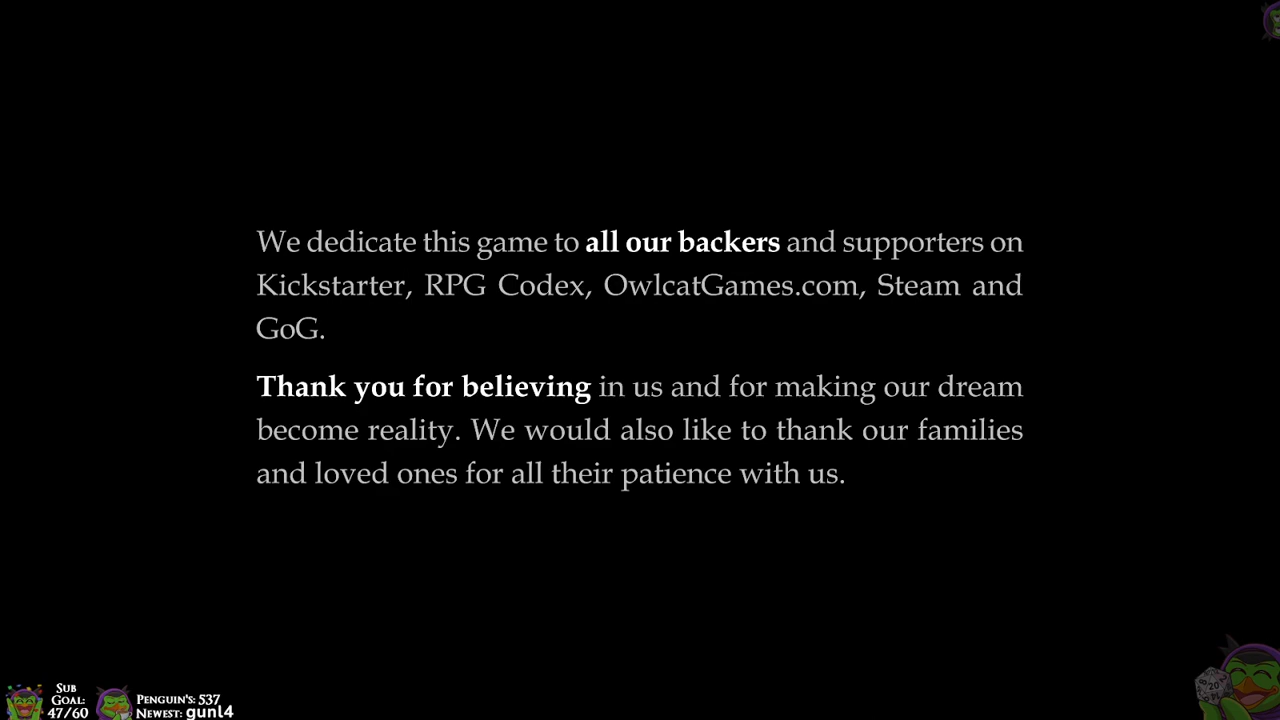 We dedicate this game to all our backers and supporters on
Kickstarter, RPG Codex, OwlcatGames.com, Steam and
GoG.
Thank you for believing in us and for making our dream
become reality. We would also like to thank our families
and loved ones for all their patience with us.
Sub
Goal:
47/60
Penguin's: 537
Newest: gunl4
20